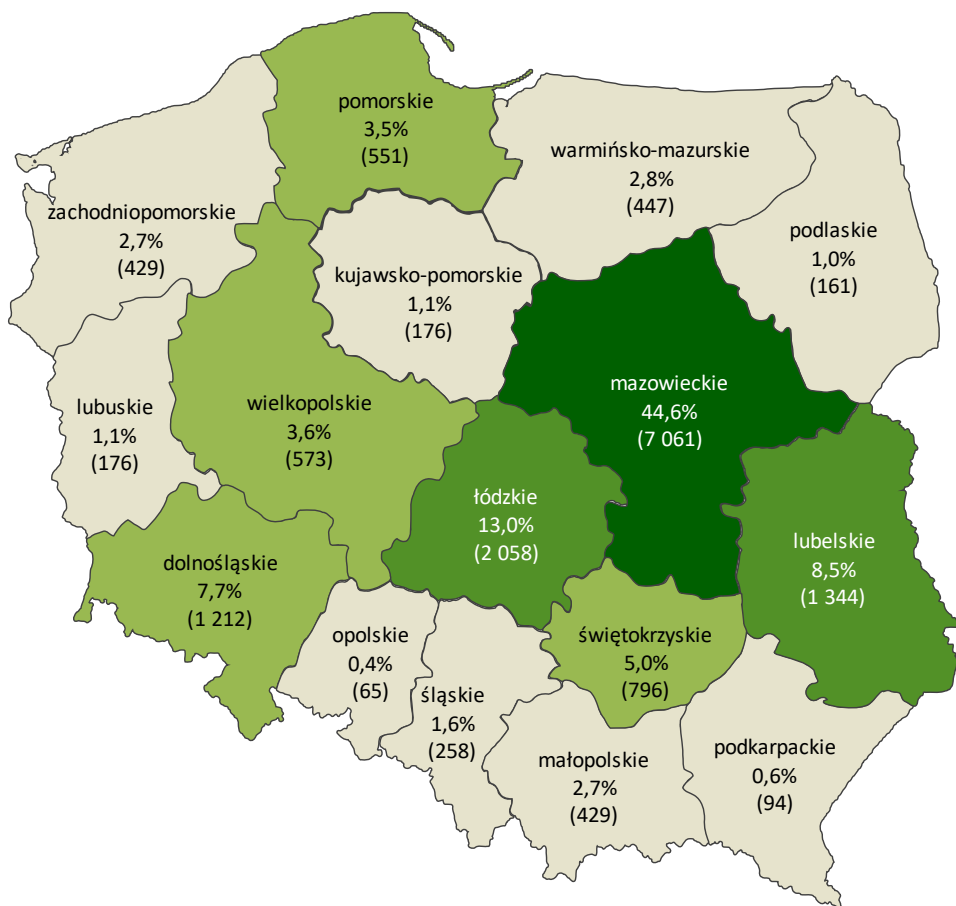 pomorskie
3,5%
(551)
warmińsko-mazurskie
2,8%
(447)
zachodniopomorskie
2,7%
(429)
podlaskie
1,0%
(161)
kujawsko-pomorskie
1,1%
(176)
mazowieckie
44,6%
(7 061)
lubuskie
1,1%
(176)
wielkopolskie
3,6%
(573)
łódzkie
13,0%
(2 058)
lubelskie
8,5%
(1 344)
dolnośląskie
7,7%
(1 212)
opolskie
0,4%
(65)
świętokrzyskie
5,0%
(796)
śląskie
1,6%
(258)
małopolskie
2,7%
(429)
podkarpackie
0,6%
(94)